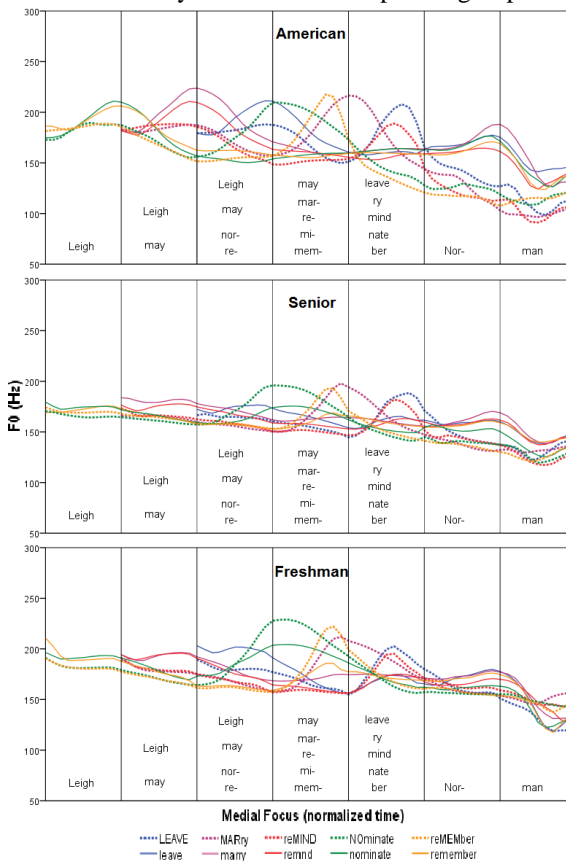 300
American
250
200
150
100
50
Leigh may leave
Leigh may mar- ry
may re- mind
nor- mi- nate
Leigh may re- mem- ber Nor- man
300
Senior
250
200
150
100
50
F0 (Hz)
Leigh may leave
Leigh may mar- ry
may re- mind
nor- mi- nate
Leigh may re- mem- ber Nor- man
300
Freshman
250
200
150
100
50
Leigh may leave
Leigh may mar- ry
may re- mind
nor- mi- nate
Leigh may re- mem- ber Nor- man
Medial Focus (normalized time)
LEAVE MARry reMIND NOminate reMEMber
leave marry remnd nominate remember